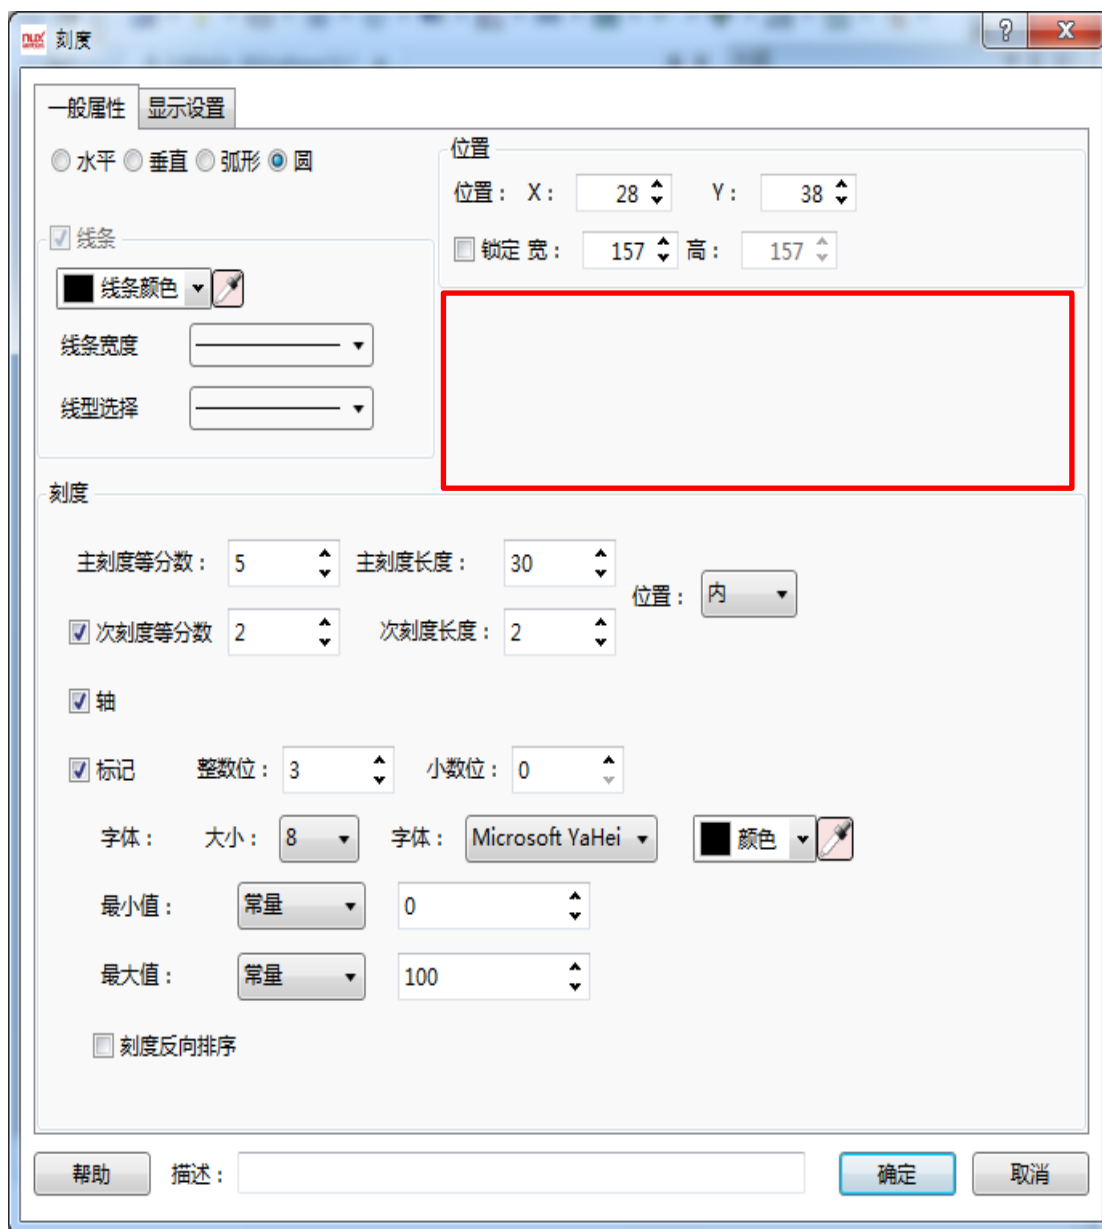 刻度
一般属性 显示设置
水平 垂直 弧形 圆
位置
位置： X： 28 Y： 38
锁定 宽： 157 高： 157
线条
线条颜色
线条宽度
线型选择
刻度
主刻度等分数： 5 主刻度长度： 30
位置： 内
次刻度等分数 2 次刻度长度： 2
轴
标记 整数位： 3 小数位： 0
字体： 大小： 8 字体： Microsoft YaHei 颜色
最小值： 常量 0
最大值： 常量 100
刻度反向排序
帮助 描述： 确定 取消